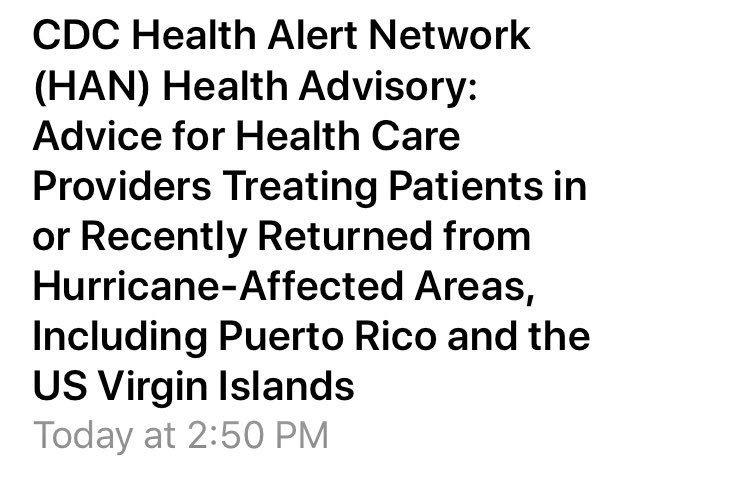 CDC Health Alert Network
(HAN) Health Advisory:
Advice for Health Care
Providers Treating Patients in
or Recently Returned from
Hurricane-Affected Areas,
Including Puerto Rico and the
US Virgin Islands
Today at 2:50 PM